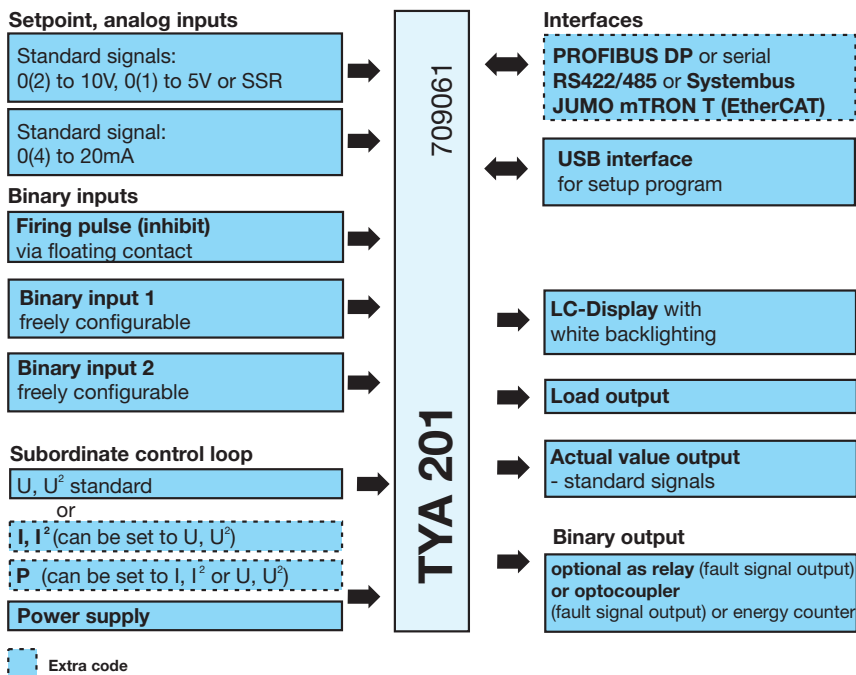 Setpoint, analog inputs
Standard signals:
0(2) to 10V, 0(1) to 5V or SSR
Standard signal:
0(4) to 20mA
Binary inputs
Firing pulse (inhibit)
via floating contact
Binary input 1
freely configurable
Binary input 2
freely configurable
Subordinate control loop
U, U² standard
or
I, I² (can be set to U, U²)
P (can be set to I, I² or U, U²)
Power supply
Extra code
709061
TYA 201
Interfaces
PROFIBUS DP or serial
RS422/485 or Systembus
JUMO mTRON T (EtherCAT)
USB interface
for setup program
LC-Display with
white backlighting
Load output
Actual value output
- standard signals
Binary output
optional as relay (fault signal output)
or optocoupler
(fault signal output) or energy counter